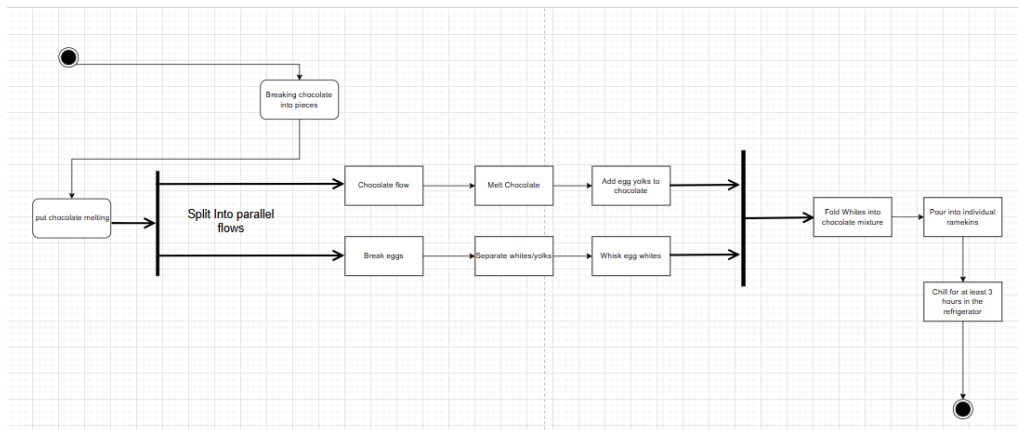 Breaking chocolate
into pieces
put chocolate melting
Split Into parallel
flows
Chocolate flow
Melt Chocolate
Add egg yolks to
chocolate
Break eggs
Separate whites/yolks
Whisk egg whites
Fold Whites into
chocolate mixture
Pour into individual
ramekins
Chill for at least 3
hours in the
refrigerator